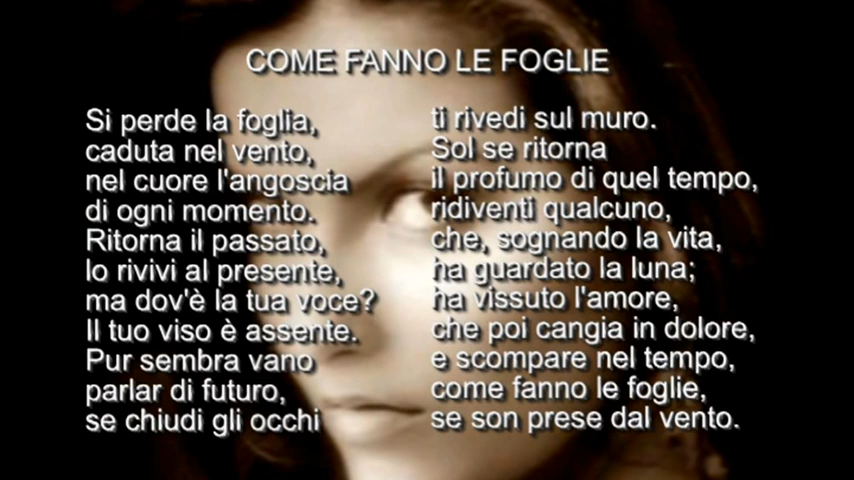 COME FANNO LE FOGLIE
Si perde la foglia,
caduta nel vento,
nel cuore l'angoscia
di ogni momento.
Ritorna il passato,
lo rivivi al presente,
ma dov'è la tua voce?
Il tuo viso è assente.
Pur sembra vano
parlar di futuro,
se chiudi gli occhi
ti rivedi sul muro.
Sol se ritorna
il profumo di quel tempo,
ridiventi qualcuno,
che, sognando la vita,
ha guardato la luna;
ha vissuto l'amore,
che poi cangia in dolore,
e scompare nel tempo,
come fanno le foglie,
se son prese dal vento.